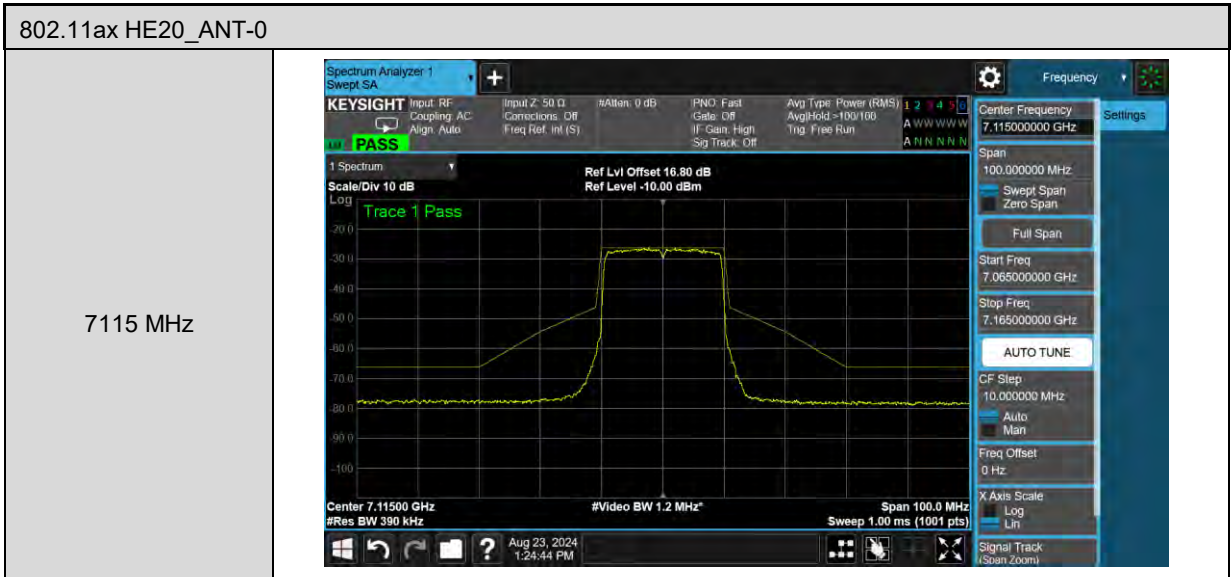 802.11ax HE20_ANT-0
7115 MHz
Spectrum Analyzer 1
Swept SA
Frequency
KEYSIGHT
Input: RF
Coupling: AC
Align: Auto
Input Z: 50 Ω
Corrections: Off
Freq Ref: Int (S)
#Atten: 0 dB
PNO: Fast
Gate: Off
IF Gain: High
Sig Track: Off
Avg Type: Power (RMS)
Avg|Hold: >100/100
Trig: Free Run
1 2 3 4 5 6
A W W W W W
A N N N N N
PASS
1 Spectrum
Scale/Div 10 dB
Ref Lvl Offset 16.80 dB
Ref Level -10.00 dBm
Log
Trace 1 Pass
-20.0
-30.0
-40.0
-50.0
-60.0
-70.0
-80.0
-90.0
-100
Center 7.11500 GHz
#Video BW 1.2 MHz*
Span 100.0 MHz
#Res BW 390 kHz
Sweep 1.00 ms (1001 pts)
Aug 23, 2024
1:24:44 PM
Center Frequency
7.115000000 GHz
Settings
Span
100.000000 MHz
Swept Span
Zero Span
Full Span
Start Freq
7.065000000 GHz
Stop Freq
7.165000000 GHz
AUTO TUNE
CF Step
10.000000 MHz
Auto
Man
Freq Offset
0 Hz
X Axis Scale
Log
Lin
Signal Track
(Span Zoom)